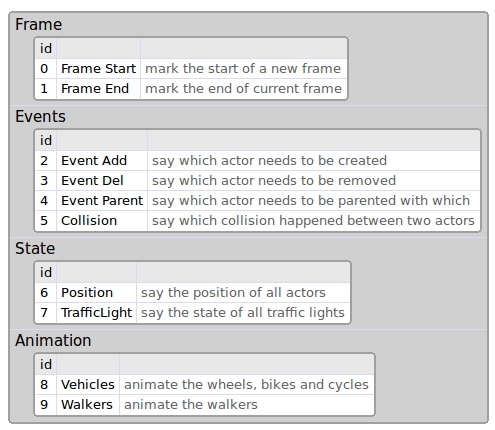 Frame
id
0 Frame Start mark the start of a new frame
1 Frame End mark the end of current frame
Events
id
2 Event Add say which actor needs to be created
3 Event Del say which actor needs to be removed
4 Event Parent say which actor needs to be parented with which
5 Collision say which collision happened between two actors
State
id
6 Position say the position of all actors
7 TrafficLight say the state of all traffic lights
Animation
id
8 Vehicles animate the wheels, bikes and cycles
9 Walkers animate the walkers